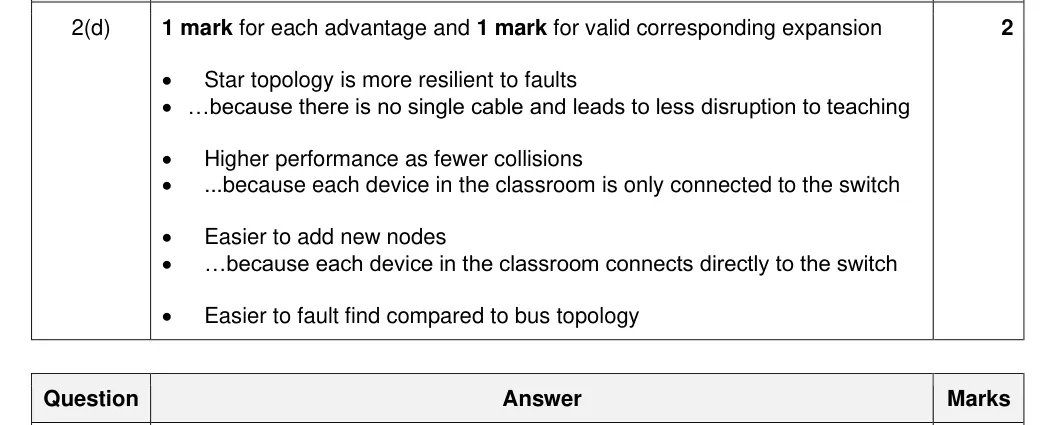 2(d) 1 mark for each advantage and 1 mark for valid corresponding expansion 2
• Star topology is more resilient to faults
• …because there is no single cable and leads to less disruption to teaching
• Higher performance as fewer collisions
• ...because each device in the classroom is only connected to the switch
• Easier to add new nodes
• …because each device in the classroom connects directly to the switch
• Easier to fault find compared to bus topology
Question Answer Marks